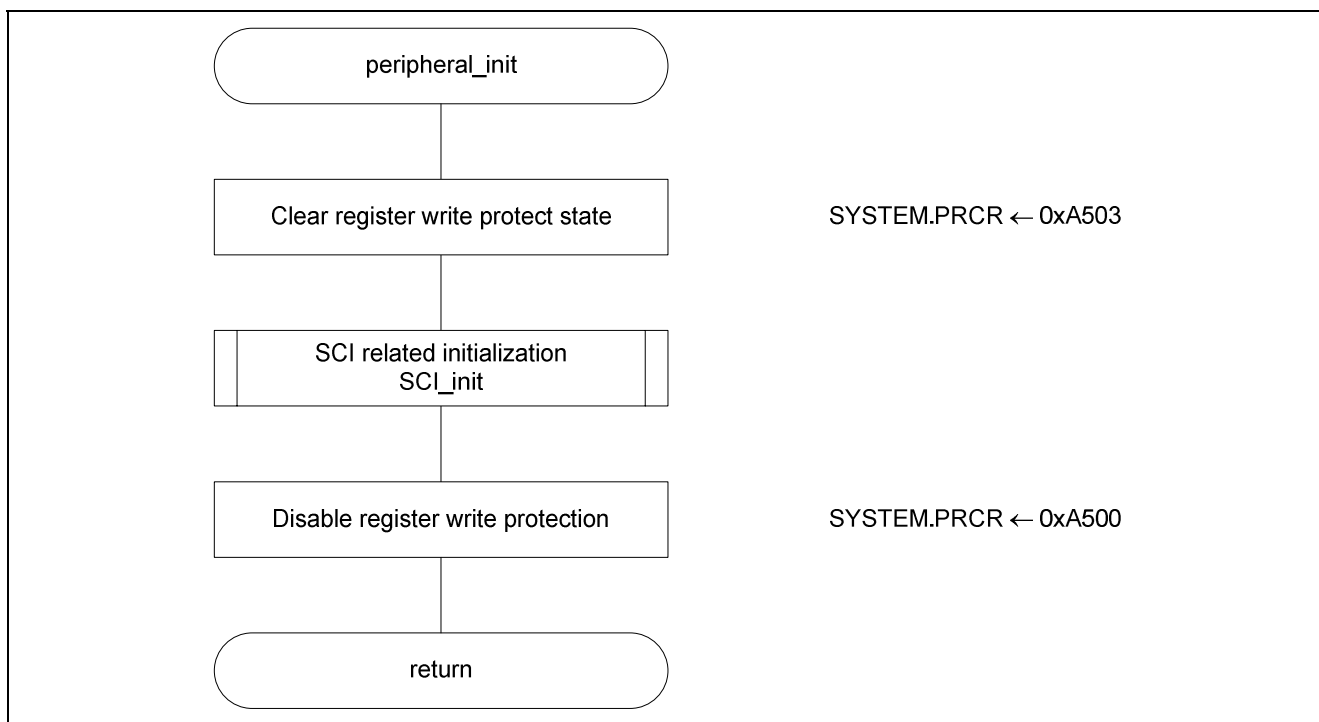 peripheral_init
Clear register write protect state
SYSTEM.PRCR ← 0xA503
SCI related initialization
SCI_init
Disable register write protection
SYSTEM.PRCR ← 0xA500
return